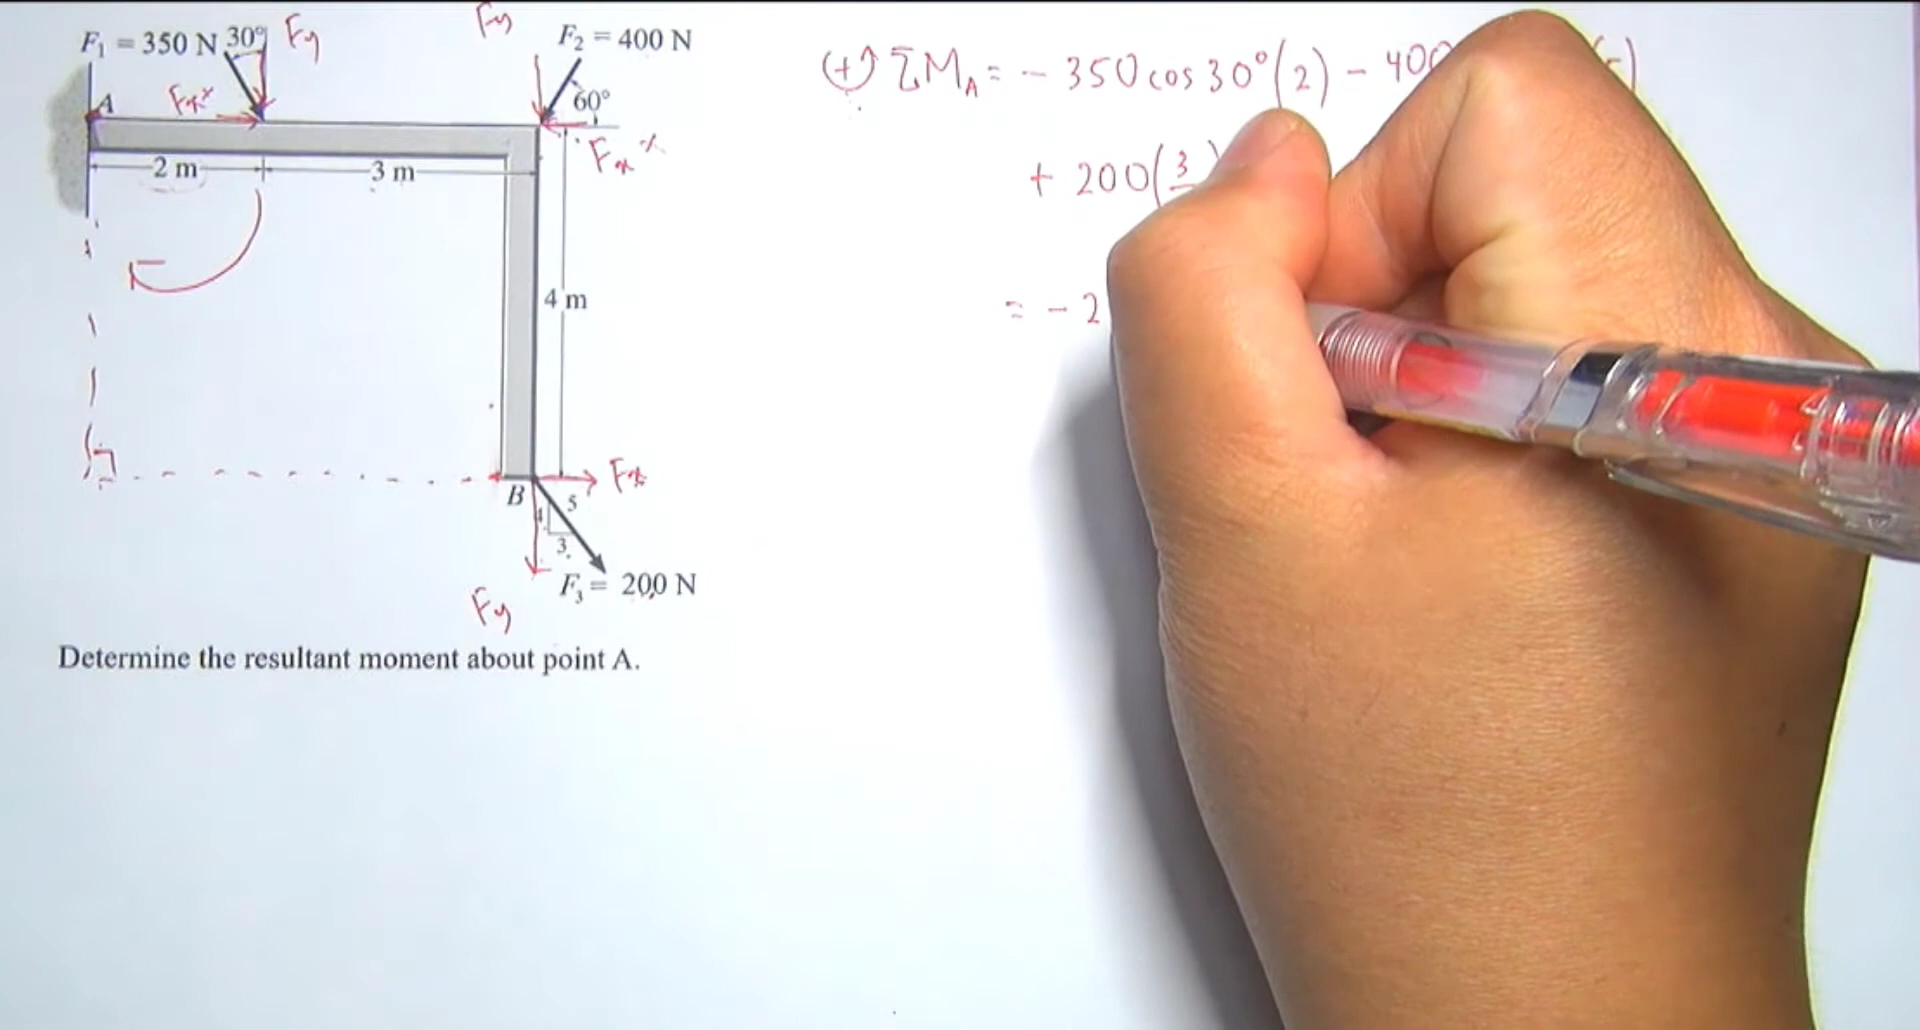 F₁ = 350 N 30° Fy
Fy
F₂ = 400 N
A
Fx
60°
Fx
2 m
3 m
4 m
B
5
4
3
Fx
F₃ = 200 N
Fy
Determine the resultant moment about point A.
(+ ΣM_A = - 350 cos 30° (2) - 400
+ 200 (3
= - 2